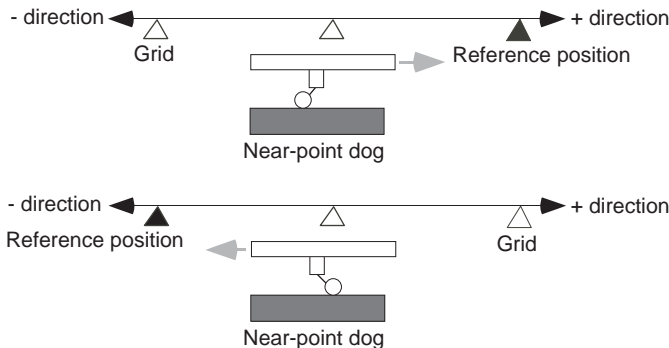 - direction
+ direction
Grid
Reference position
Near-point dog
- direction
+ direction
Reference position
Grid
Near-point dog